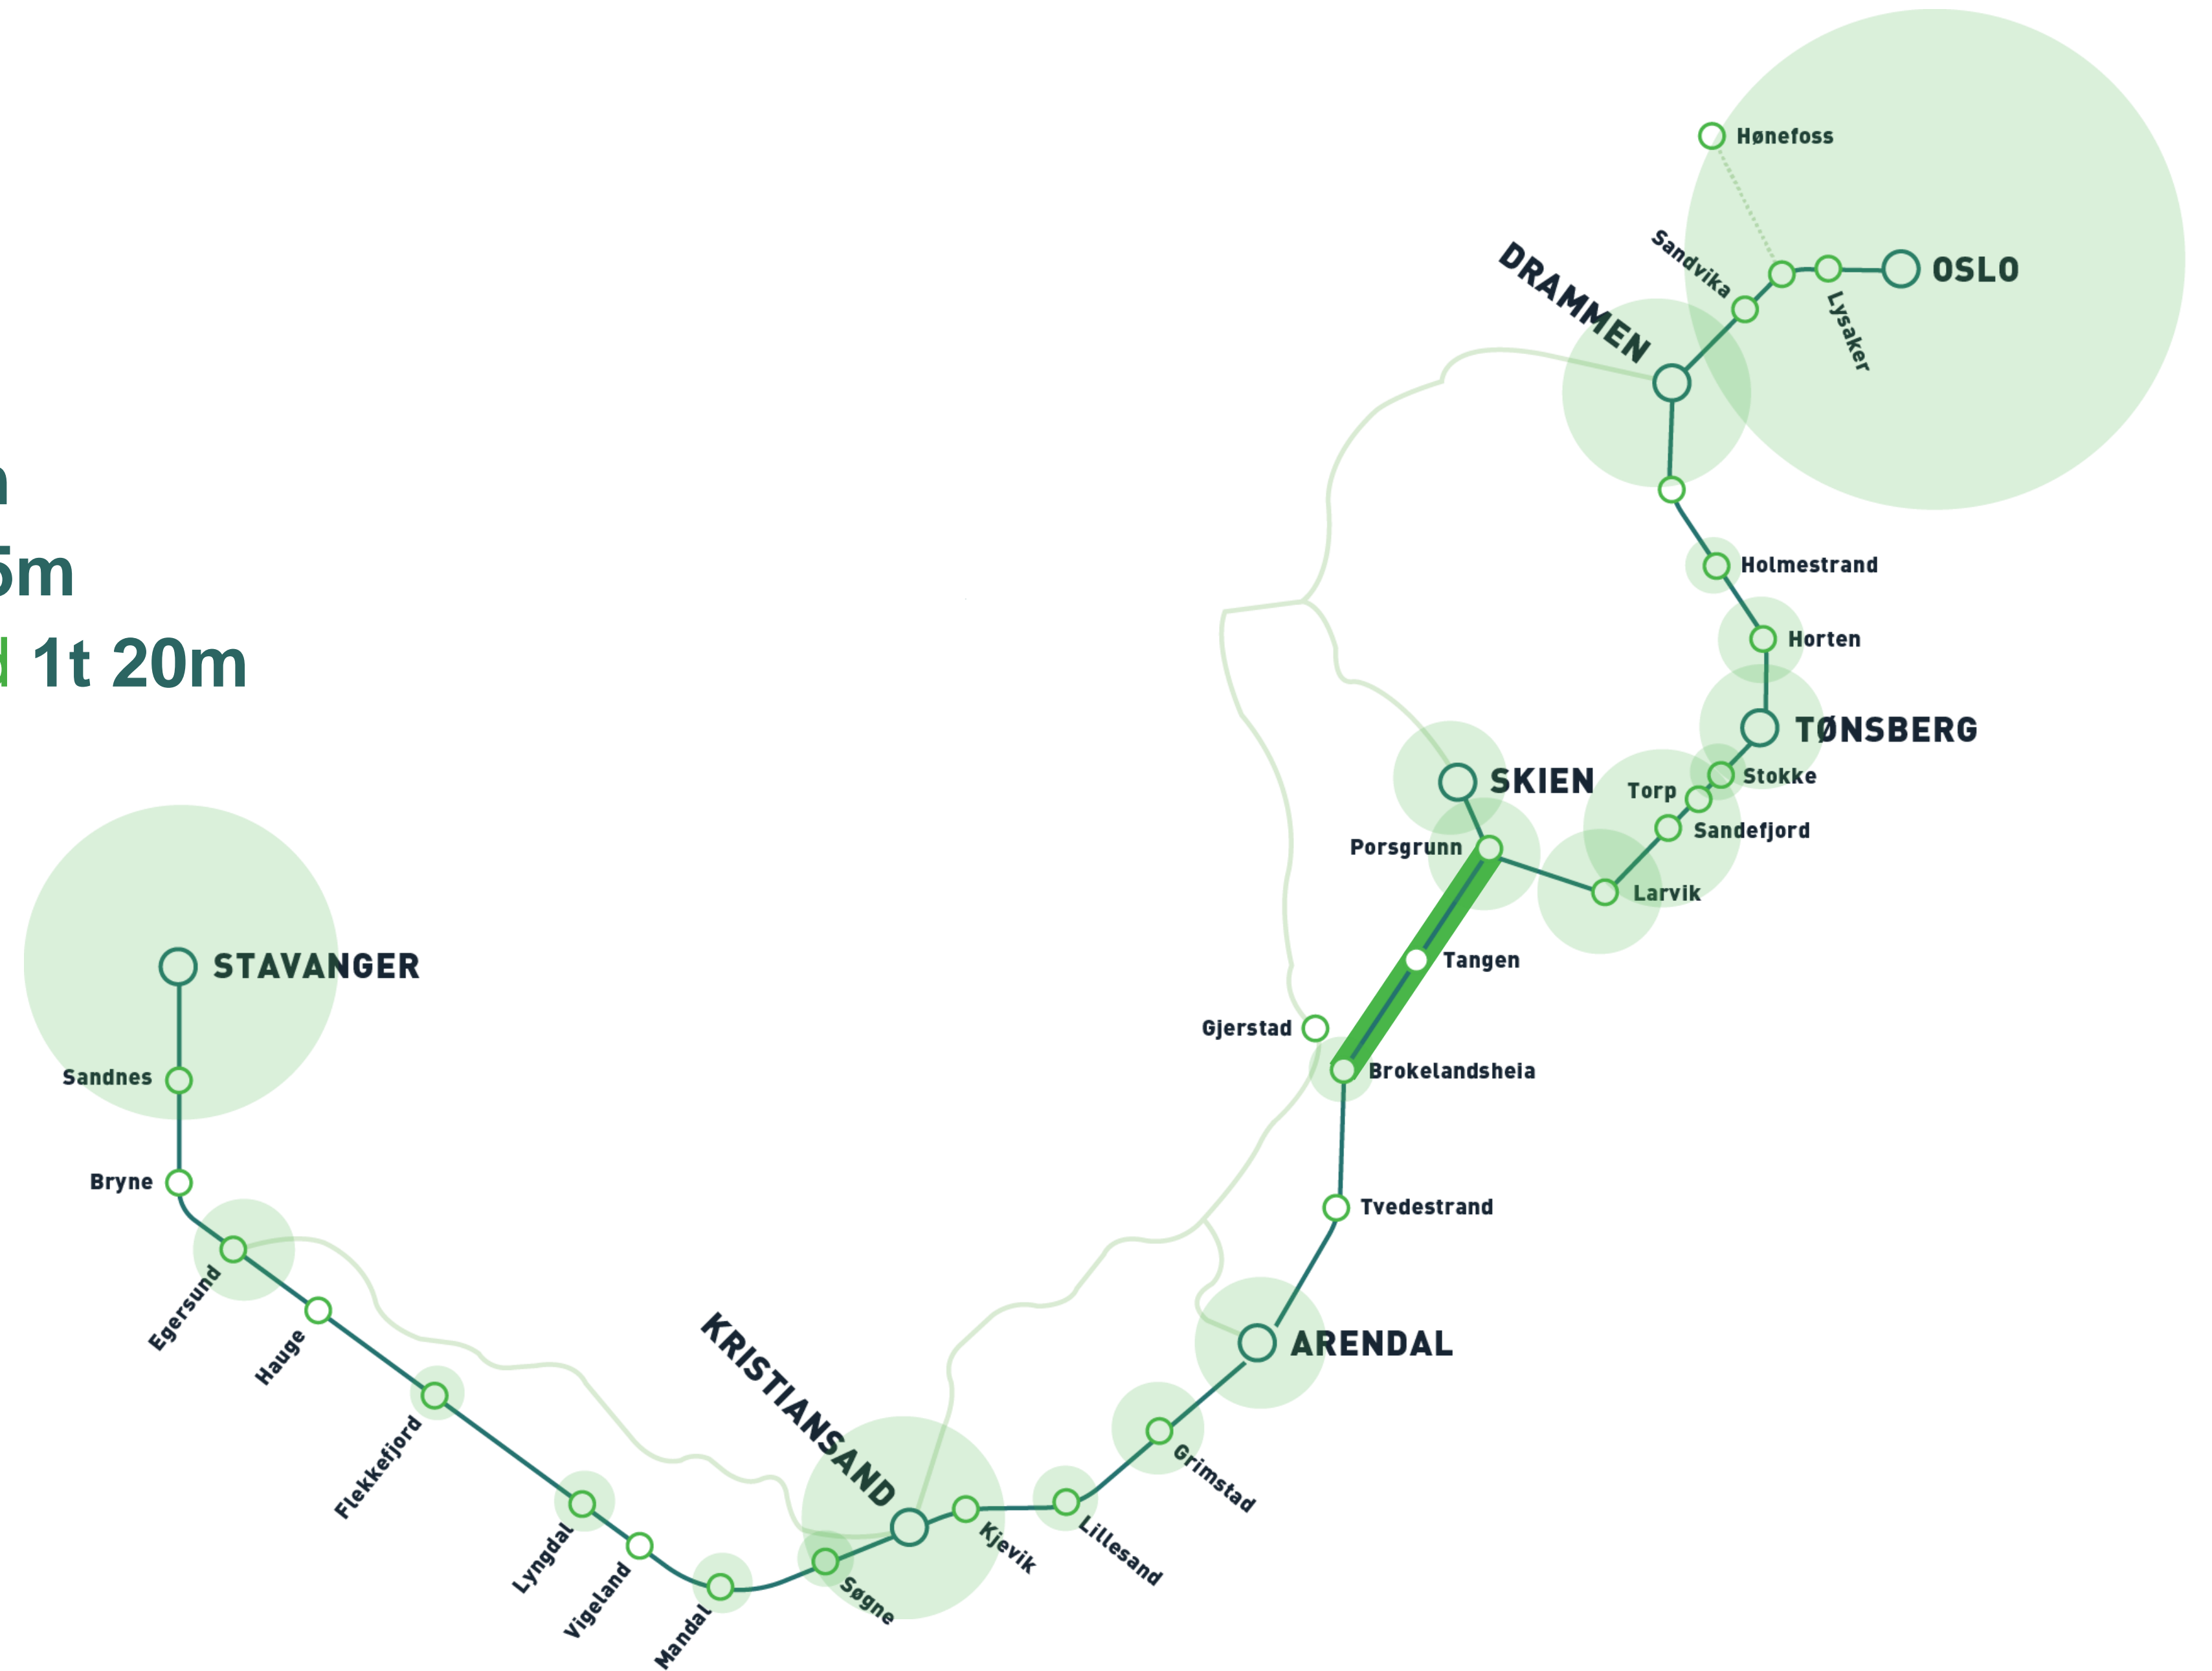 Hønefoss
OSLO
Sandvika
Lysaker
DRAMMEN
Holmestrand
Horten
TØNSBERG
Stokke
Torp
Sandefjord
Larvik
SKIEN
Porsgrunn
Tangen
Gjerstad
Brokelandsheia
Tvedestrand
ARENDAL
Grimstad
Lillesand
Kjevik
KRISTIANSAND
Søgne
Mandal
Vigeland
Lyngdal
Flekkefjord
Hauge
Egersund
Bryne
Sandnes
STAVANGER
5m
1t 20m